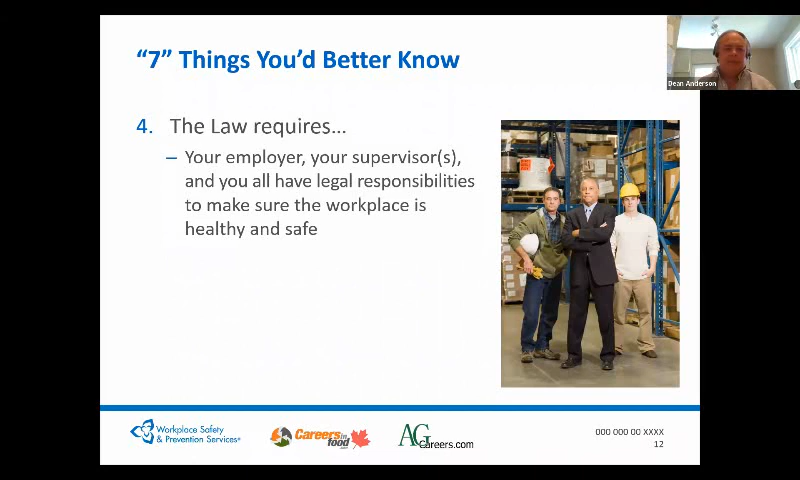 “7” Things You’d Better Know
Dean Anderson
4. The Law requires...
– Your employer, your supervisor(s),
and you all have legal responsibilities
to make sure the workplace is
healthy and safe
Workplace Safety
& Prevention Services®
Careers in
food
AG
Careers.com
000 000 00 XXXX
12